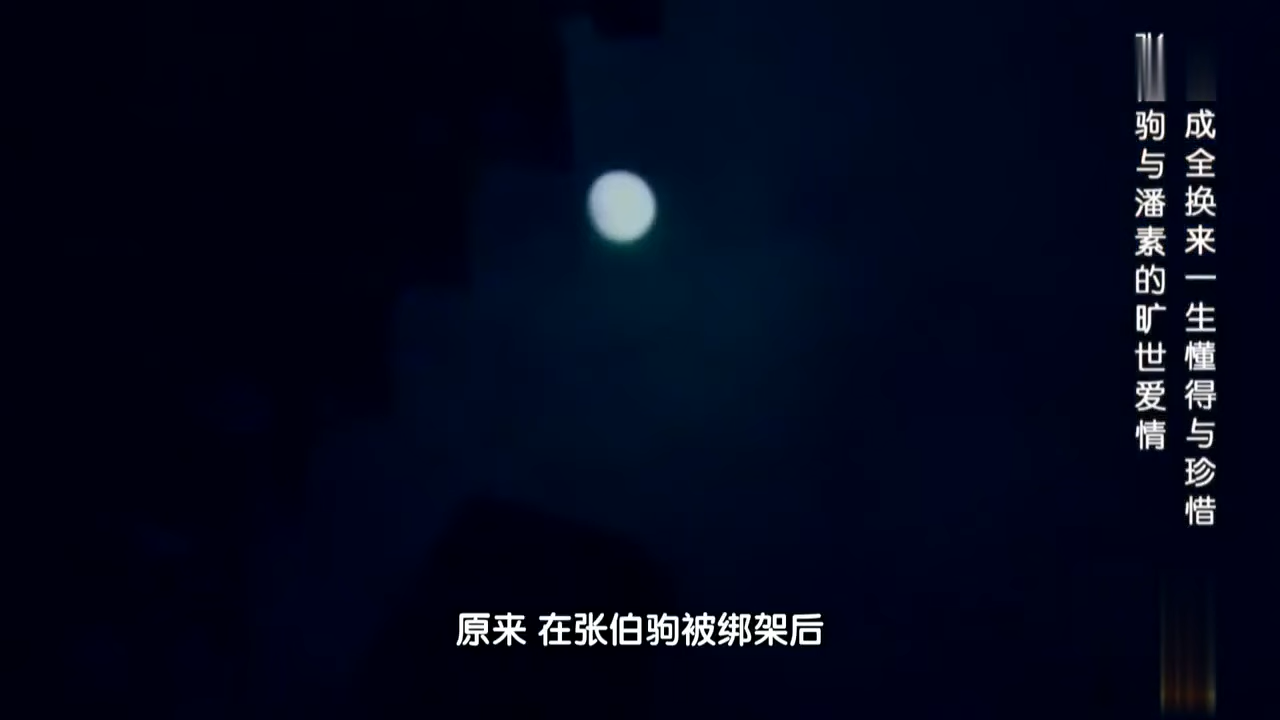 成全换来一生懂得与珍惜
驹与潘素的旷世爱情
原来 在张伯驹被绑架后